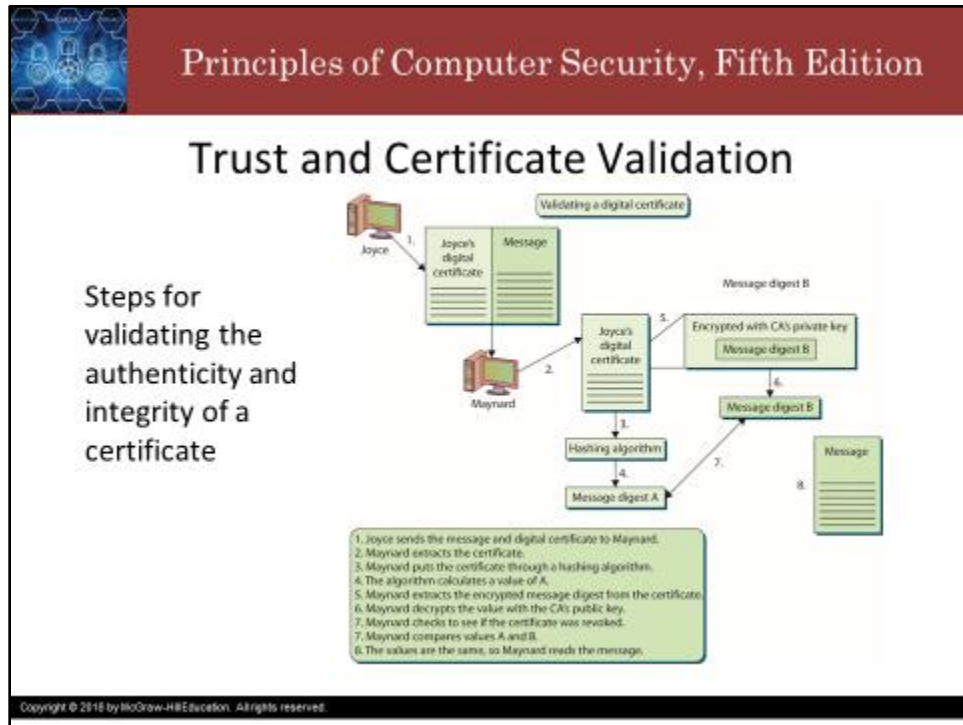 DATA
Principles of Computer Security, Fifth Edition
Trust and Certificate Validation
Steps for
validating the
authenticity and
integrity of a
certificate
Validating a digital certificate
Joyce
1.
Joyce's
digital
certificate
Message
Maynard
2.
Joyce's
digital
certificate
5.
Message digest B
Encrypted with CA's private key
Message digest B
6.
Message digest B
3.
Hashing algorithm
4.
Message digest A
7.
8.
Message
1. Joyce sends the message and digital certificate to Maynard.
2. Maynard extracts the certificate.
3. Maynard puts the certificate through a hashing algorithm.
4. The algorithm calculates a value of A.
5. Maynard extracts the encrypted message digest from the certificate.
6. Maynard decrypts the value with the CA's public key.
7. Maynard checks to see if the certificate was revoked.
7. Maynard compares values A and B.
8. The values are the same, so Maynard reads the message.
Copyright © 2018 by McGraw-Hill Education. All rights reserved.